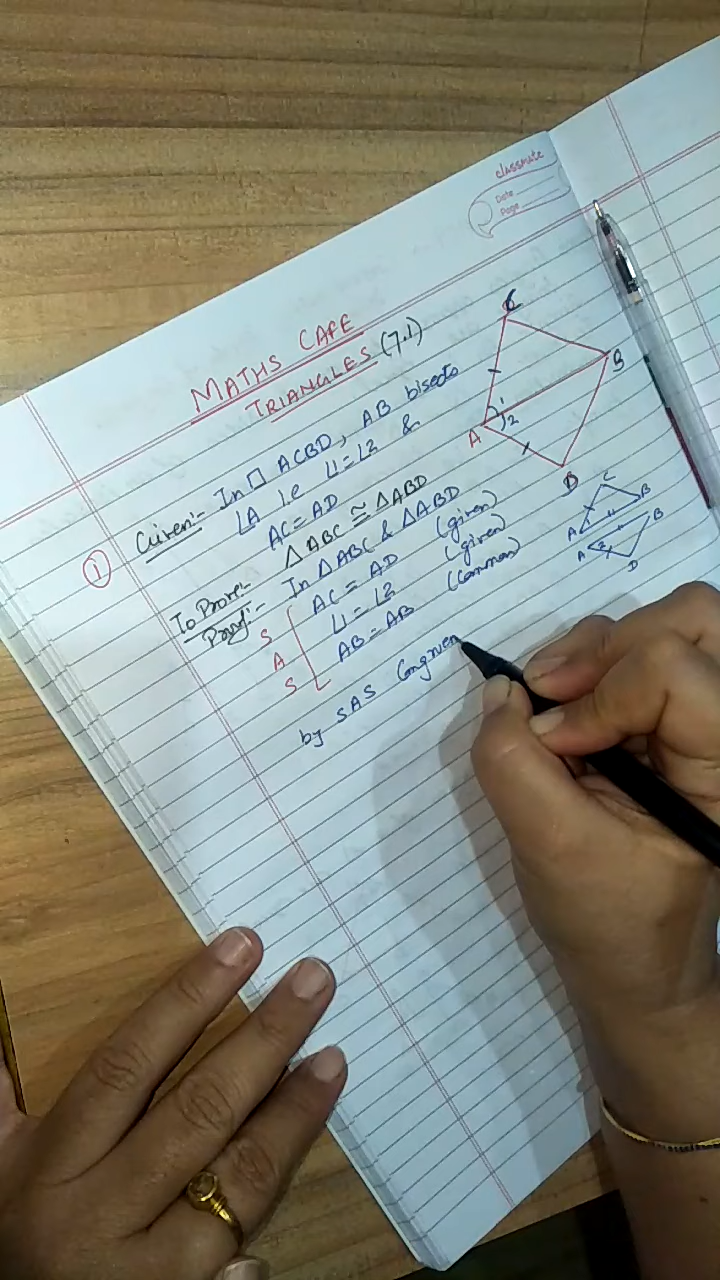 classmate
Date
Page
MATHS CAFE
TRIANGLES (7.1)
① Given:- In □ ACBD, AB bisects
∠A i.e ∠1=∠2 &
AC=AD
To Prove:- △ABC ≅ △ABD
Proof:- In △ABC & △ABD
S AC = AD (given)
A ∠1=∠2 (given)
S AB=AB (Common)
by SAS Congruen
C
B
A
1
2
D
C
A
B
B
A
2
D